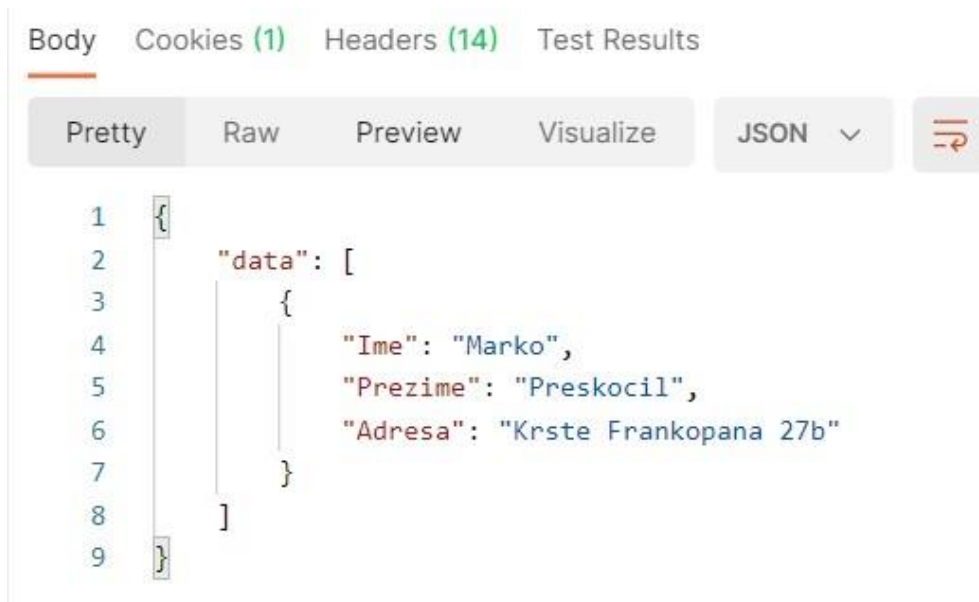 Body Cookies (1) Headers (14) Test Results
Pretty Raw Preview Visualize JSON
1 {
2 "data": [
3 {
4 "Ime": "Marko",
5 "Prezime": "Preskocil",
6 "Adresa": "Krste Frankopana 27b"
7 }
8 ]
9 }